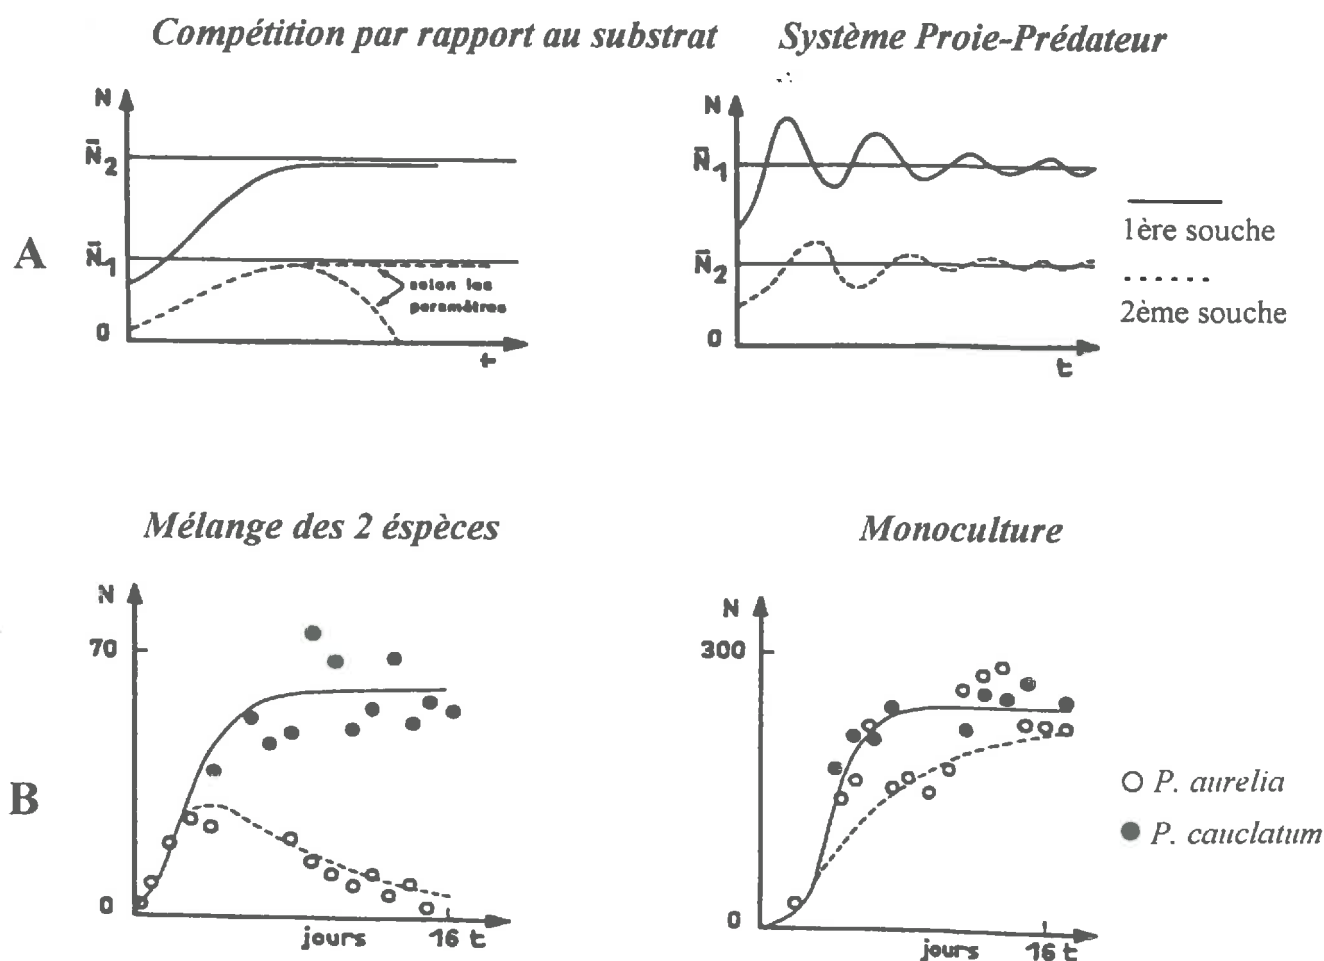 Compétition par rapport au substrat
Système Proie-Prédateur
A
N
N̄2
N̄1
0
selon les
paramètres
t
N
N̄1
N̄2
0
t
1ère souche
2ème souche
Mélange des 2 éspèces
Monoculture
B
N
70
0
jours
16 t
N
300
0
jours
16 t
P. aurelia
P. cauclatum